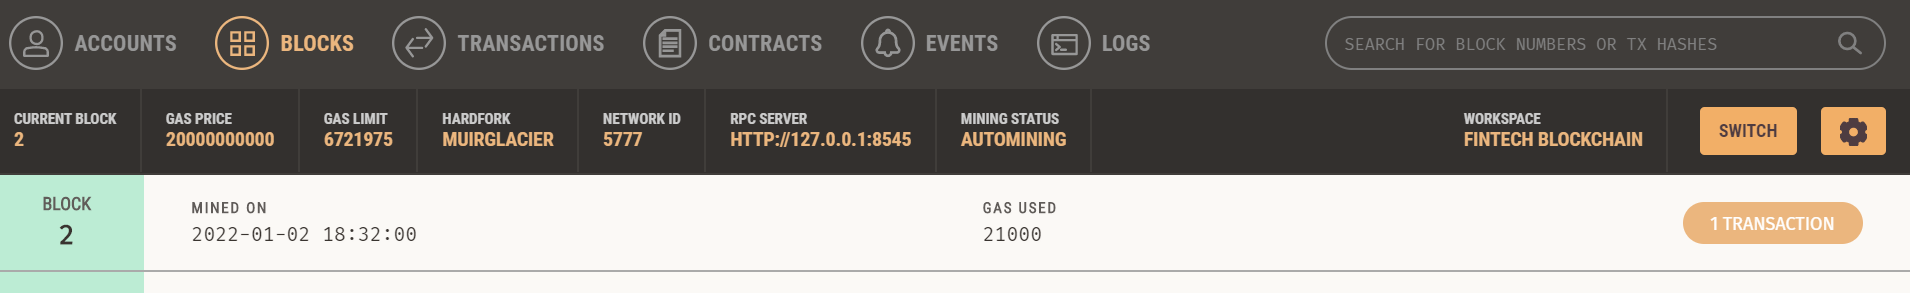 ACCOUNTS BLOCKS TRANSACTIONS CONTRACTS EVENTS LOGS SEARCH FOR BLOCK NUMBERS OR TX HASHES
CURRENT BLOCK GAS PRICE GAS LIMIT HARDFORK NETWORK ID RPC SERVER MINING STATUS WORKSPACE
2 20000000000 6721975 MUIRGLACIER 5777 HTTP://127.0.0.1:8545 AUTOMINING FINTECH BLOCKCHAIN
SWITCH
BLOCK MINED ON GAS USED
2 2022-01-02 18:32:00 21000
1 TRANSACTION